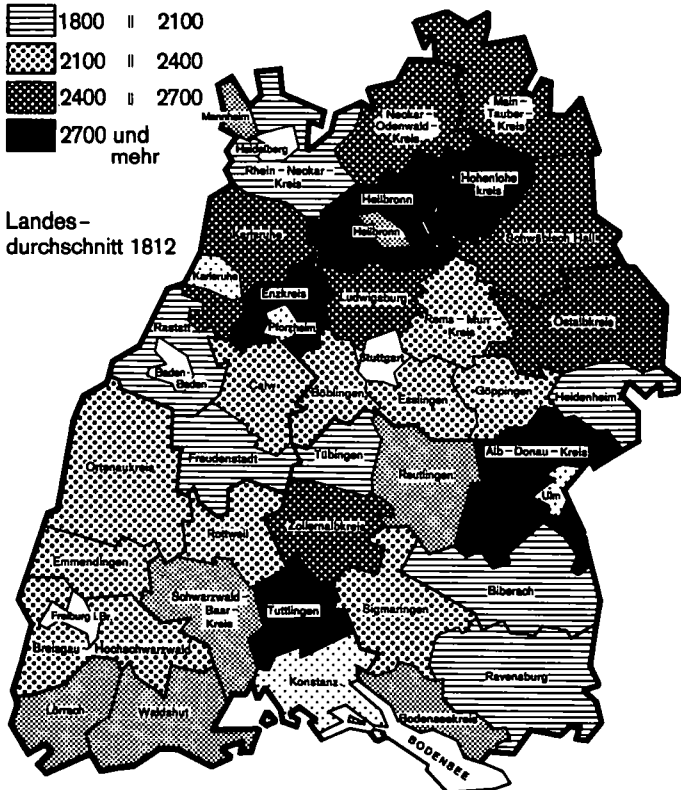 1800 " 2100
2100 " 2400
2400 " 2700
2700 und
mehr
Landes-
durchschnitt 1812
Mannheim
Heidelberg
Rhein-Neckar-
Kreis
Neckar-
Odenwald-
Kreis
Main-
Tauber-
Kreis
Heilbronn
Heilbronn
Hohenlohe
kreis
Schwäbisch Hall
Karlsruhe
Karlsruhe
Enzkreis
Pforzheim
Ludwigsburg
Rems-Murr
Kreis
Ostalbkreis
Rastatt
Baden-
Baden
Calw
Böblingen
Stuttgart
Esslingen
Göppingen
Heidenheim
Ortenaukreis
Freudenstadt
Tübingen
Reutlingen
Alb-Donau-Kreis
Ulm
Rottweil
Zollernalbkreis
Emmendingen
Freiburg i.Br.
Breisgau-Hochschwarzwald
Schwarzwald-
Baar-
Kreis
Tuttlingen
Sigmaringen
Biberach
Lörrach
Waldshut
Konstanz
Bodenseekreis
Ravensburg
BODENSEE